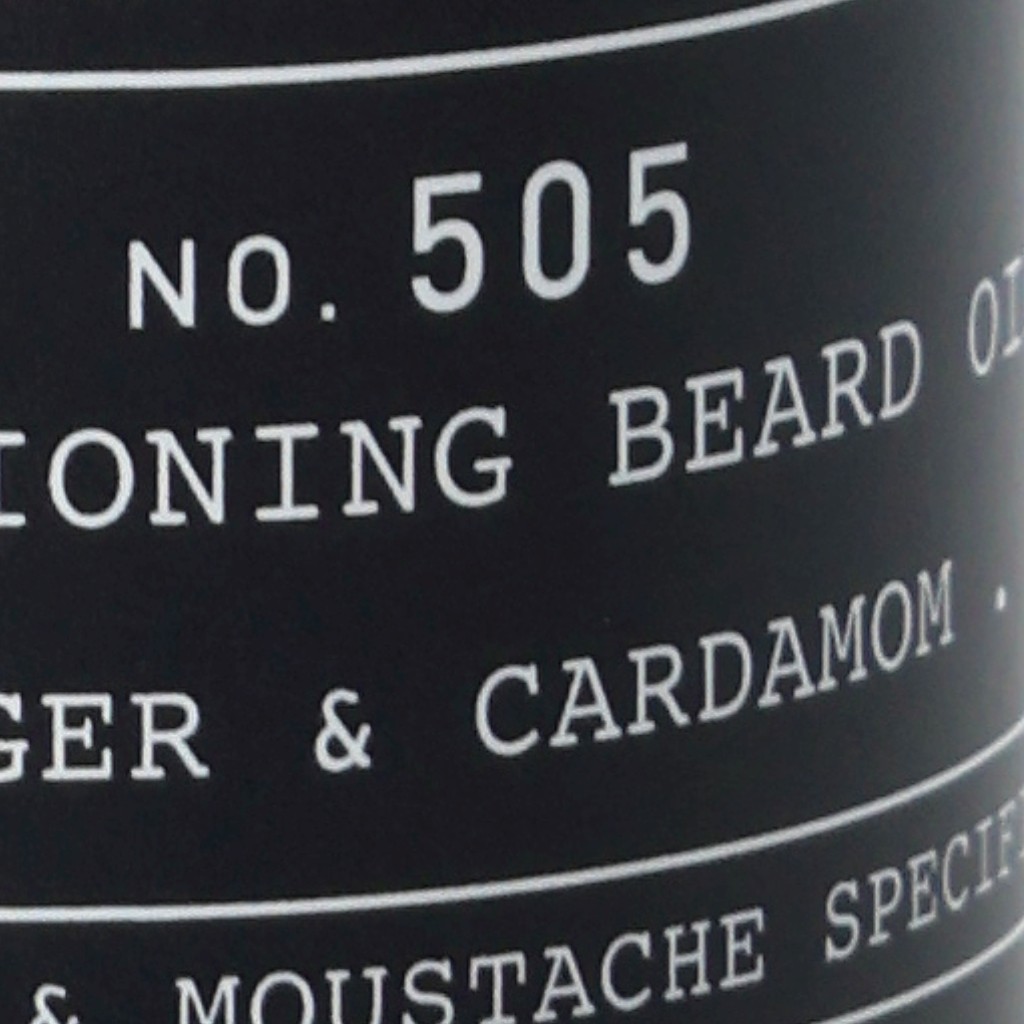 NO. 505
IONING BEARD OI
GER & CARDAMOM .
& MOUSTACHE SPECIF